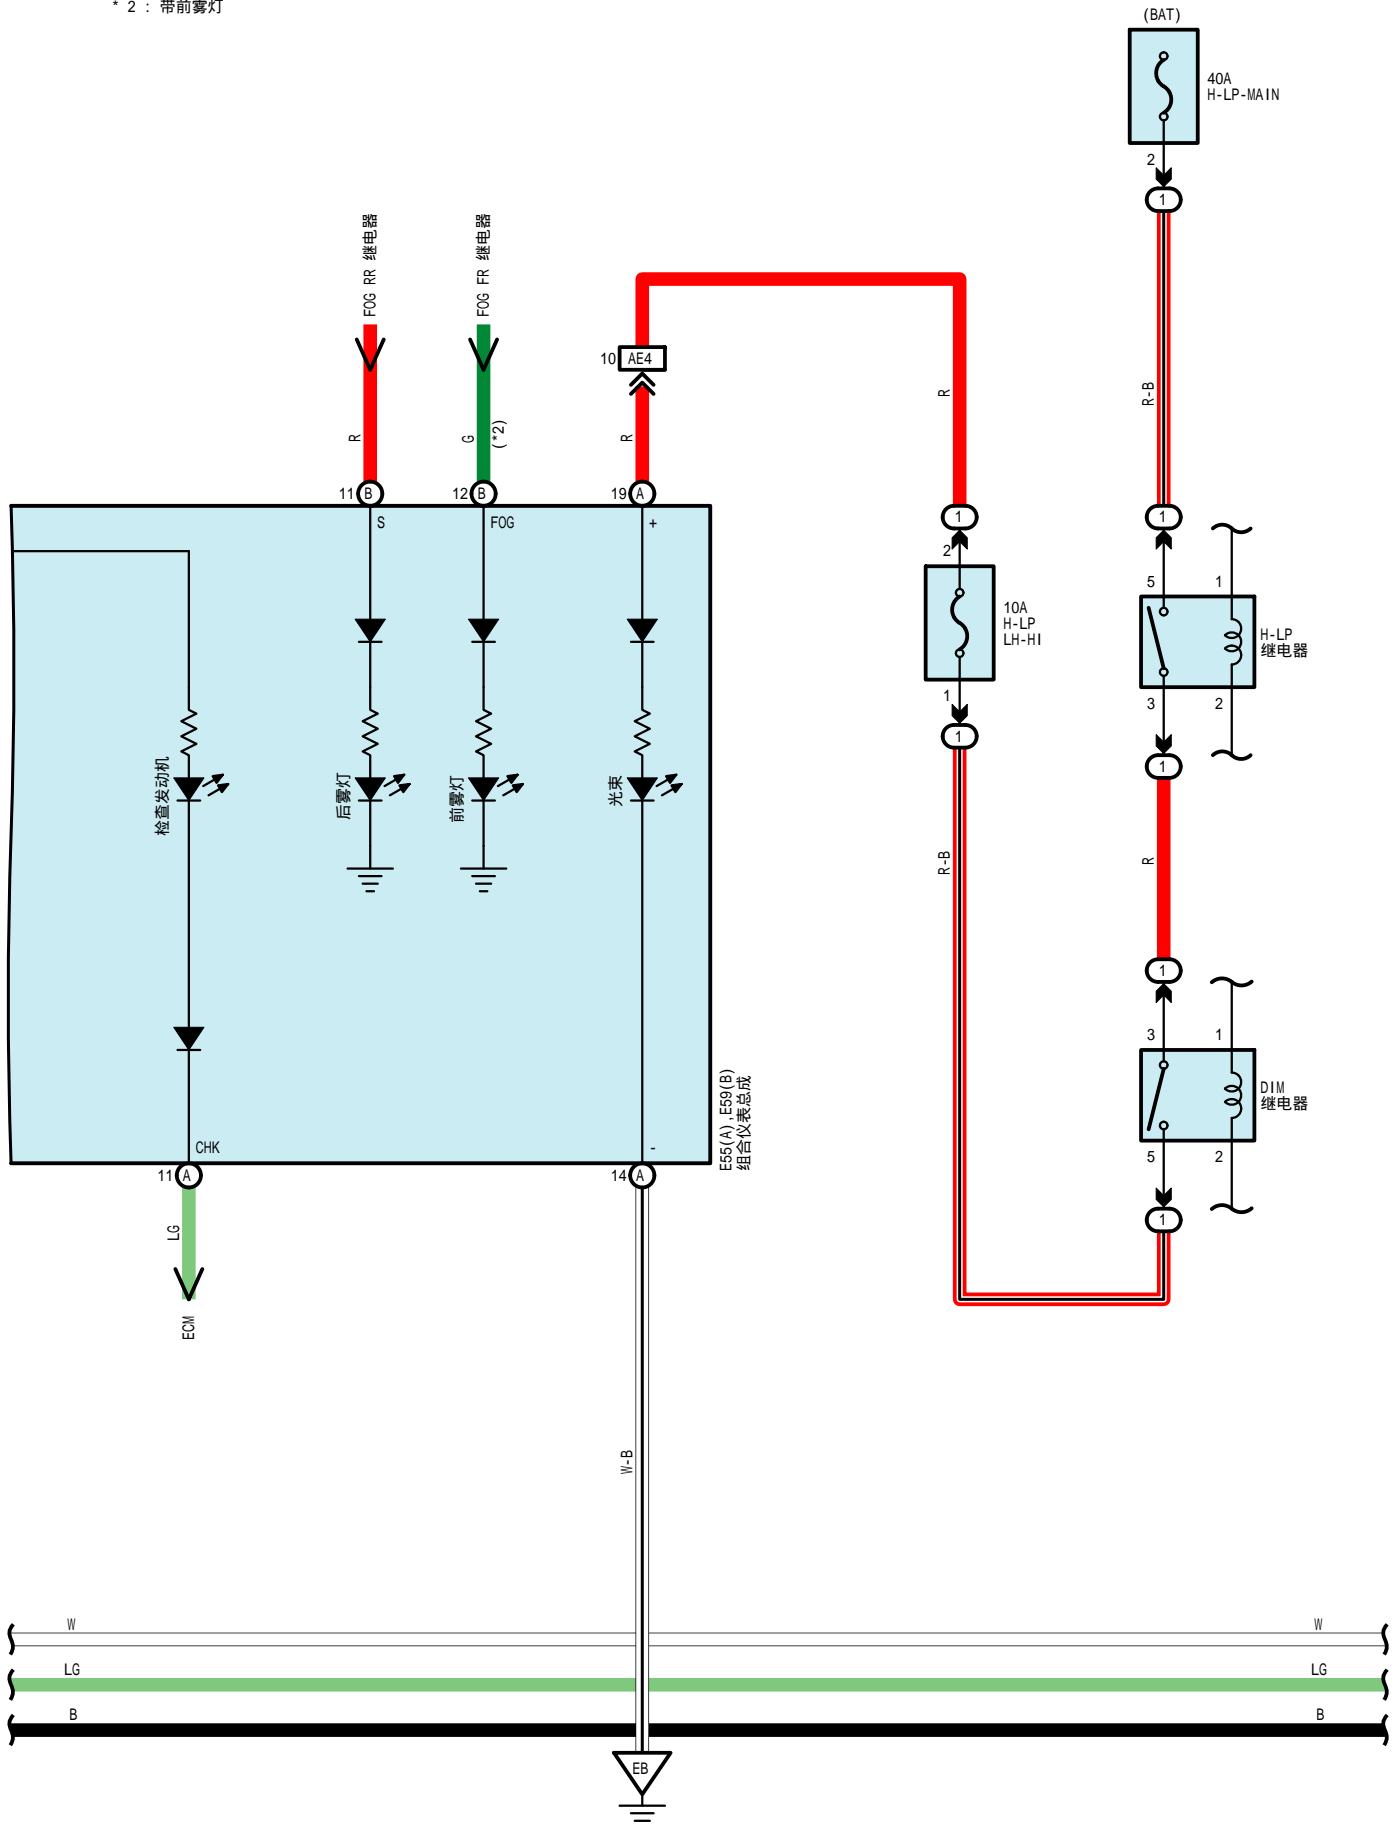 * 2 : 带前雾灯
(BAT)
40A
H-LP-MAIN
2
1
FOG RR 继电器
FOG FR 继电器
10
AE4
R
G
(*2)
R
R
R-B
11
B
12
B
19
A
S
FOG
+
1
2
1
5
1
10A
H-LP
LH-HI
H-LP
继电器
1
3
2
1
1
检查发动机
后雾灯
前雾灯
光束
R-B
R
1
3
1
DIM
继电器
5
2
1
CHK
-
E55(A),E59(B)
组合仪表总成
11
A
14
A
LG
ECM
W-B
W
W
LG
LG
B
B
EB